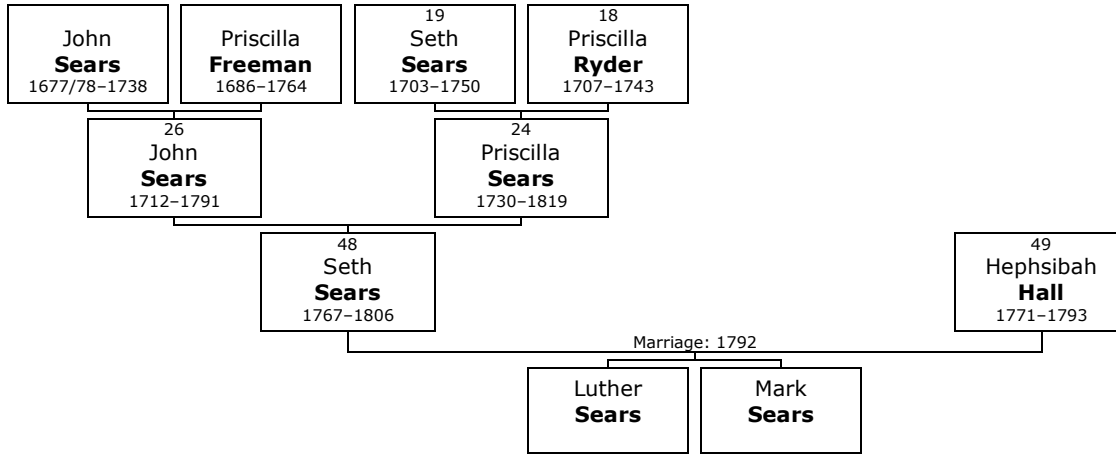 John
Sears
1677/78–1738
Priscilla
Freeman
1686–1764
19
Seth
Sears
1703–1750
18
Priscilla
Ryder
1707–1743
26
John
Sears
1712–1791
24
Priscilla
Sears
1730–1819
48
Seth
Sears
1767–1806
49
Hephsibah
Hall
1771–1793
Marriage: 1792
Luther
Sears
Mark
Sears